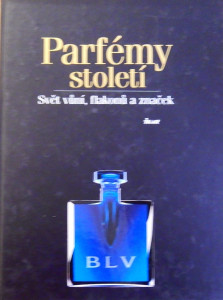 Parfémy
století
Svět vůní, flakonů a značek
ikar
BLV